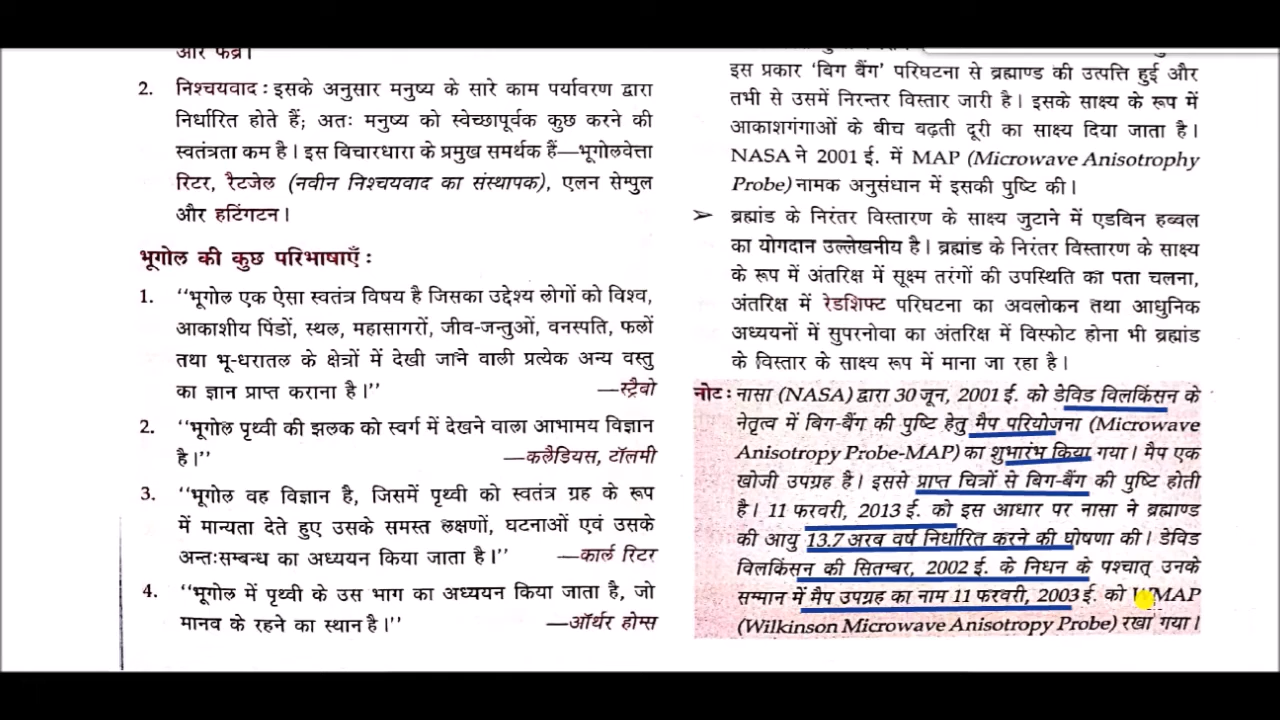 और फेब्रे।
2. निश्चयवाद : इसके अनुसार मनुष्य के सारे काम पर्यावरण द्वारा
निर्धारित होते हैं; अतः मनुष्य को स्वेच्छापूर्वक कुछ करने की
स्वतंत्रता कम है। इस विचारधारा के प्रमुख समर्थक हैं—भूगोलवेत्ता
रिटर, रैटजेल (नवीन निश्चयवाद का संस्थापक), एलन सेम्पुल
और हटिंगटन।
भूगोल की कुछ परिभाषाएँ :
1. ‘‘भूगोल एक ऐसा स्वतंत्र विषय है जिसका उद्देश्य लोगों को विश्व,
आकाशीय पिंडों, स्थल, महासागरों, जीव-जन्तुओं, वनस्पति, फलों
तथा भू-धरातल के क्षेत्रों में देखी जाने वाली प्रत्येक अन्य वस्तु
का ज्ञान प्राप्त कराना है।’’ —स्ट्रैबो
2. ‘‘भूगोल पृथ्वी की झलक को स्वर्ग में देखने वाला आभामय विज्ञान
है।’’ —क्लैडियस, टॉलमी
3. ‘‘भूगोल वह विज्ञान है, जिसमें पृथ्वी को स्वतंत्र ग्रह के रूप
में मान्यता देते हुए उसके समस्त लक्षणों, घटनाओं एवं उसके
अन्तःसम्बन्ध का अध्ययन किया जाता है।’’ —कार्ल रिटर
4. ‘‘भूगोल में पृथ्वी के उस भाग का अध्ययन किया जाता है, जो
मानव के रहने का स्थान है।’’ —ऑर्थर होम्स
इस प्रकार ‘बिग बैंग’ परिघटना से ब्रह्माण्ड की उत्पत्ति हुई और
तभी से उसमें निरन्तर विस्तार जारी है। इसके साक्ष्य के रूप में
आकाशगंगाओं के बीच बढ़ती दूरी का साक्ष्य दिया जाता है।
NASA ने 2001 ई. में MAP (Microwave Anisotrophy
Probe) नामक अनुसंधान में इसकी पुष्टि की।
➢ ब्रह्मांड के निरंतर विस्तारण के साक्ष्य जुटाने में एडबिन हब्बल
का योगदान उल्लेखनीय है। ब्रह्मांड के निरंतर विस्तारण के साक्ष्य
के रूप में अंतरिक्ष में सूक्ष्म तरंगों की उपस्थिति का पता चलना,
अंतरिक्ष में रेडशिफ्ट परिघटना का अवलोकन तथा आधुनिक
अध्ययनों में सुपरनोवा का अंतरिक्ष में विस्फोट होना भी ब्रह्मांड
के विस्तार के साक्ष्य रूप में माना जा रहा है।
नोट : नासा (NASA) द्वारा 30 जून, 2001 ई. को डेविड विलकिंसन के
नेतृत्व में बिग-बैंग की पुष्टि हेतु मैप परियोजना (Microwave
Anisotropy Probe-MAP) का शुभारंभ किया गया। मैप एक
खोजी उपग्रह है। इससे प्राप्त चित्रों से बिग-बैंग की पुष्टि होती
है। 11 फरवरी, 2013 ई. को इस आधार पर नासा ने ब्रह्माण्ड
की आयु 13.7 अरब वर्ष निर्धारित करने की घोषणा की। डेविड
विलकिंसन की सितम्बर, 2002 ई. के निधन के पश्चात् उनके
सम्मान में मैप उपग्रह का नाम 11 फरवरी, 2003 ई. को WMAP
(Wilkinson Microwave Anisotropy Probe) रखा गया।